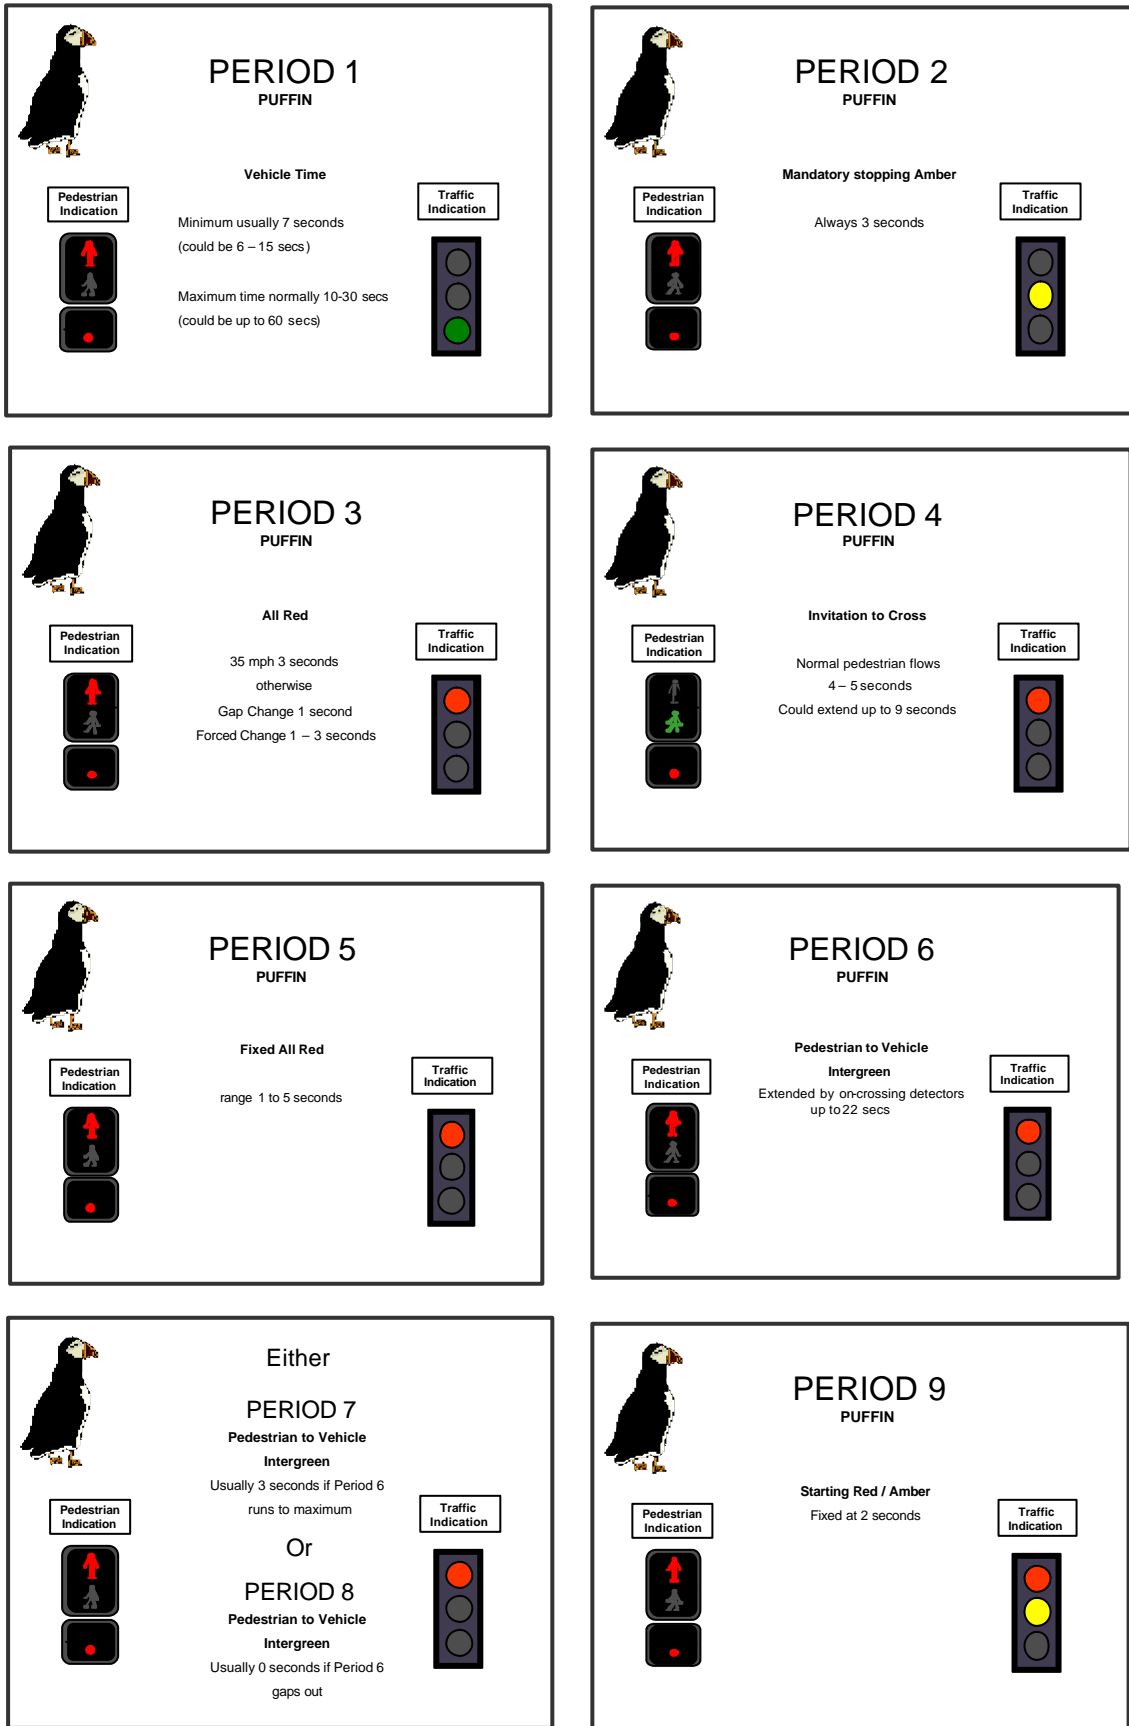 PERIOD 1
PUFFIN
Vehicle Time
Pedestrian
Indication
Traffic
Indication
Minimum usually 7 seconds
(could be 6 – 15 secs)
Maximum time normally 10-30 secs
(could be up to 60 secs)
PERIOD 2
PUFFIN
Mandatory stopping Amber
Pedestrian
Indication
Traffic
Indication
Always 3 seconds
PERIOD 3
PUFFIN
All Red
Pedestrian
Indication
Traffic
Indication
35 mph 3 seconds
otherwise
Gap Change 1 second
Forced Change 1 – 3 seconds
PERIOD 4
PUFFIN
Invitation to Cross
Pedestrian
Indication
Traffic
Indication
Normal pedestrian flows
4 – 5 seconds
Could extend up to 9 seconds
PERIOD 5
PUFFIN
Fixed All Red
Pedestrian
Indication
Traffic
Indication
range 1 to 5 seconds
PERIOD 6
PUFFIN
Pedestrian to Vehicle
Intergreen
Pedestrian
Indication
Traffic
Indication
Extended by on-crossing detectors
up to 22 secs
Either
PERIOD 7
Pedestrian to Vehicle
Intergreen
Usually 3 seconds if Period 6
runs to maximum
Pedestrian
Indication
Traffic
Indication
Or
PERIOD 8
Pedestrian to Vehicle
Intergreen
Usually 0 seconds if Period 6
gaps out
PERIOD 9
PUFFIN
Starting Red / Amber
Fixed at 2 seconds
Pedestrian
Indication
Traffic
Indication